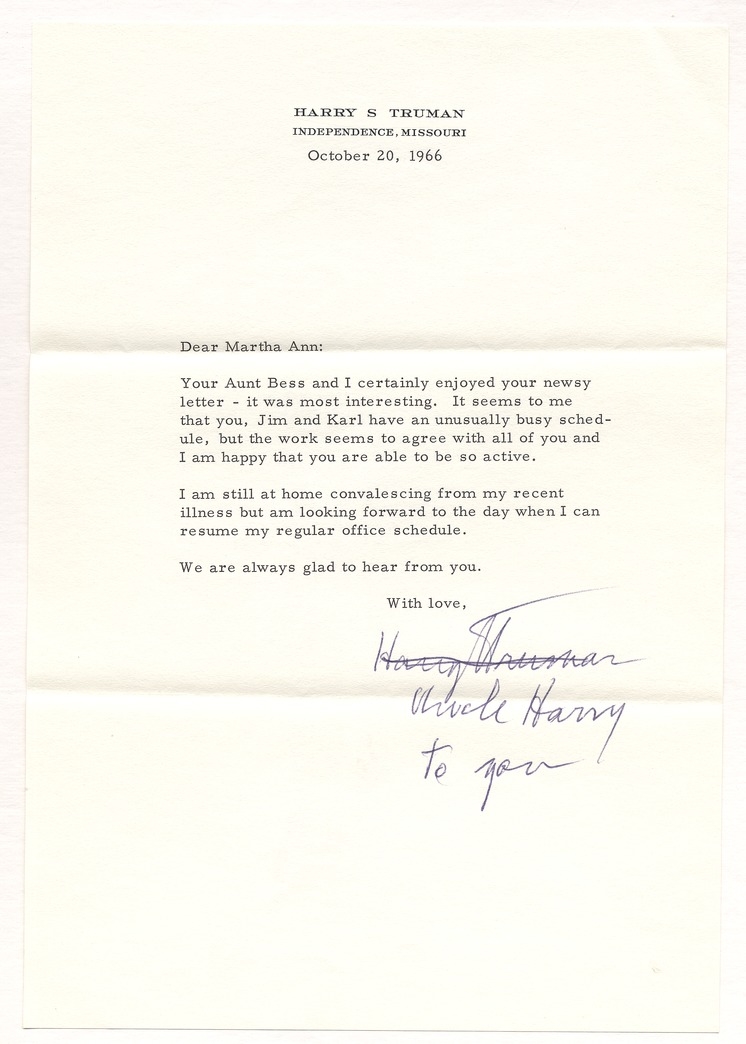 HARRY S TRUMAN
INDEPENDENCE, MISSOURI
October 20, 1966
Dear Martha Ann:
Your Aunt Bess and I certainly enjoyed your newsy
letter - it was most interesting. It seems to me
that you, Jim and Karl have an unusually busy sched-
ule, but the work seems to agree with all of you and
I am happy that you are able to be so active.
I am still at home convalescing from my recent
illness but am looking forward to the day when I can
resume my regular office schedule.
We are always glad to hear from you.
With love,
Harry Truman
Uncle Harry
to you